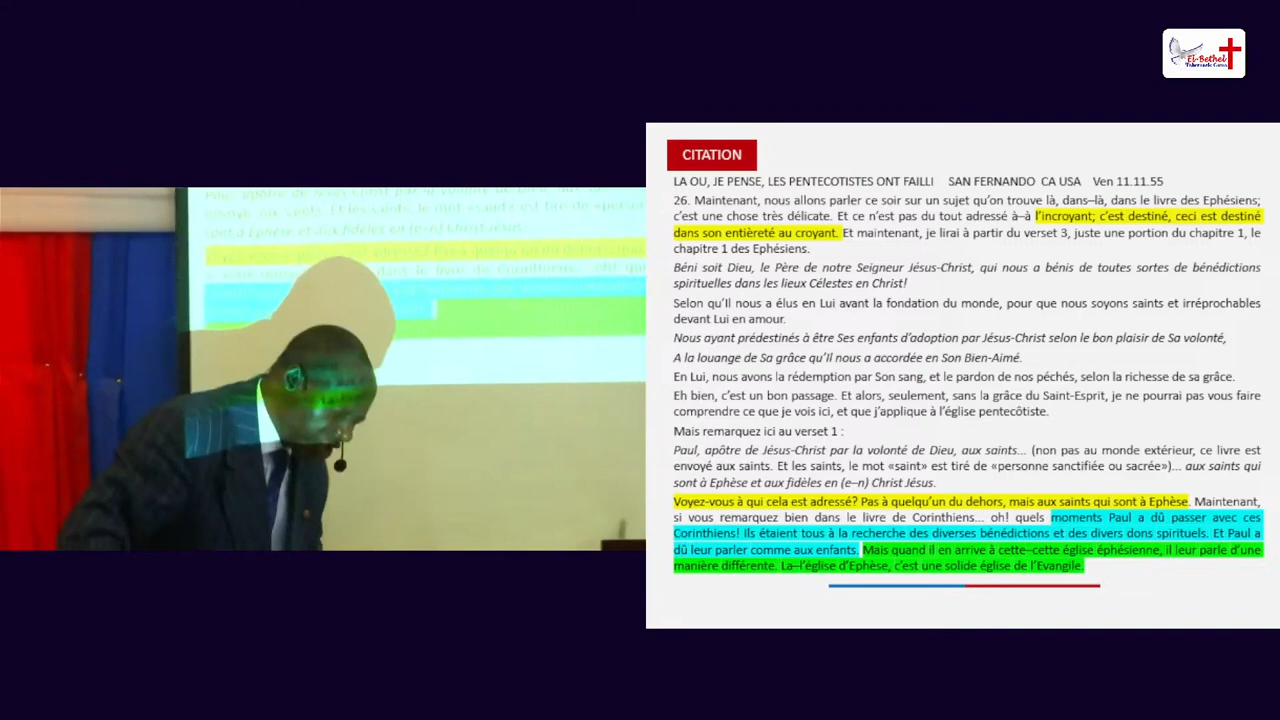 El-Bethel
Tabernacle Goma
CITATION
LA OU, JE PENSE, LES PENTECOTISTES ONT FAILLI SAN FERNANDO CA USA Ven 11.11.55
26. Maintenant, nous allons parler ce soir sur un sujet qu’on trouve là, dans–là, dans le livre des Ephésiens;
c’est une chose très délicate. Et ce n’est pas du tout adressé à–à l’incroyant; c’est destiné, ceci est destiné
dans son entièreté au croyant. Et maintenant, je lirai à partir du verset 3, juste une portion du chapitre 1, le
chapitre 1 des Ephésiens.
Béni soit Dieu, le Père de notre Seigneur Jésus-Christ, qui nous a bénis de toutes sortes de bénédictions
spirituelles dans les lieux Célestes en Christ!
Selon qu’Il nous a élus en Lui avant la fondation du monde, pour que nous soyons saints et irréprochables
devant Lui en amour.
Nous ayant prédestinés à être Ses enfants d’adoption par Jésus-Christ selon le bon plaisir de Sa volonté,
A la louange de Sa grâce qu’Il nous a accordée en Son Bien-Aimé.
En Lui, nous avons la rédemption par Son sang, et le pardon de nos péchés, selon la richesse de sa grâce.
Eh bien, c’est un bon passage. Et alors, seulement, sans la grâce du Saint-Esprit, je ne pourrai pas vous faire
comprendre ce que je vois ici, et que j’applique à l’église pentecôtiste.
Mais remarquez ici au verset 1 :
Paul, apôtre de Jésus-Christ par la volonté de Dieu, aux saints... (non pas au monde extérieur, ce livre est
envoyé aux saints. Et les saints, le mot «saint» est tiré de «personne sanctifiée ou sacrée»)... aux saints qui
sont à Ephèse et aux fidèles en (e–n) Christ Jésus.
Voyez-vous à qui cela est adressé? Pas à quelqu’un du dehors, mais aux saints qui sont à Ephèse. Maintenant,
si vous remarquez bien dans le livre de Corinthiens... oh! quels moments Paul a dû passer avec ces
Corinthiens! Ils étaient tous à la recherche des diverses bénédictions et des divers dons spirituels. Et Paul a
dû leur parler comme aux enfants. Mais quand il en arrive à cette–cette église éphésienne, il leur parle d’une
manière différente. La–l’église d’Ephèse, c’est une solide église de l’Evangile.